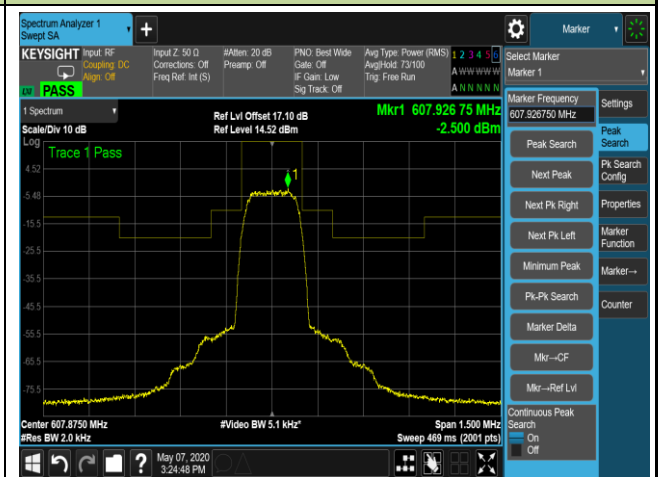 Spectrum Analyzer 1
Swept SA
+
Marker
KEYSIGHT
Input: RF
Coupling: DC
Align: Off
Input Z: 50 Ω
Corrections: Off
Freq Ref: Int (S)
#Atten: 20 dB
Preamp: Off
PNO: Best Wide
Gate: Off
IF Gain: Low
Sig Track: Off
Avg Type: Power (RMS)
Avg|Hold: 73/100
Trig: Free Run
1 2 3 4 5 6
A W W W W W
A N N N N N
LXI PASS
1 Spectrum
Scale/Div 10 dB
Log
Ref Lvl Offset 17.10 dB
Ref Level 14.52 dBm
Mkr1 607.926 75 MHz
-2.500 dBm
Trace 1 Pass
1
4.52
-5.48
-15.5
-25.5
-35.5
-45.5
-55.5
-65.5
-75.5
Center 607.8750 MHz
#Res BW 2.0 kHz
#Video BW 5.1 kHz*
Span 1.500 MHz
Sweep 469 ms (2001 pts)
?
May 07, 2020
3:24:48 PM
Select Marker
Marker 1
Marker Frequency
607.926750 MHz
Peak Search
Next Peak
Next Pk Right
Next Pk Left
Minimum Peak
Pk-Pk Search
Marker Delta
Mkr→CF
Mkr→Ref Lvl
Continuous Peak
Search
On
Off
Settings
Peak
Search
Pk Search
Config
Properties
Marker
Function
Marker→
Counter